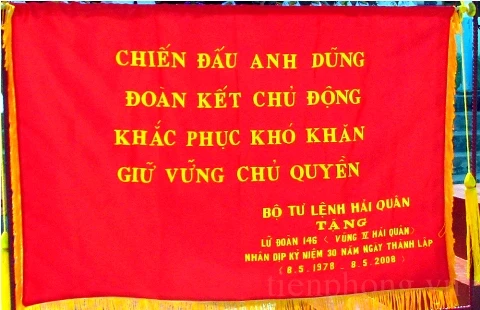 CHIẾN ĐẤU ANH DŨNG
ĐOÀN KẾT CHỦ ĐỘNG
KHẮC PHỤC KHÓ KHĂN
GIỮ VỮNG CHỦ QUYỀN
BỘ TƯ LỆNH HẢI QUÂN
TẶNG
LỮ ĐOÀN 146 ( VÙNG IV HẢI QUÂN)
NHÂN DỊP KỶ NIỆM 30 NĂM NGÀY THÀNH LẬP
( 8.5.1978 - 8.5.2008 )
tienphong.vn